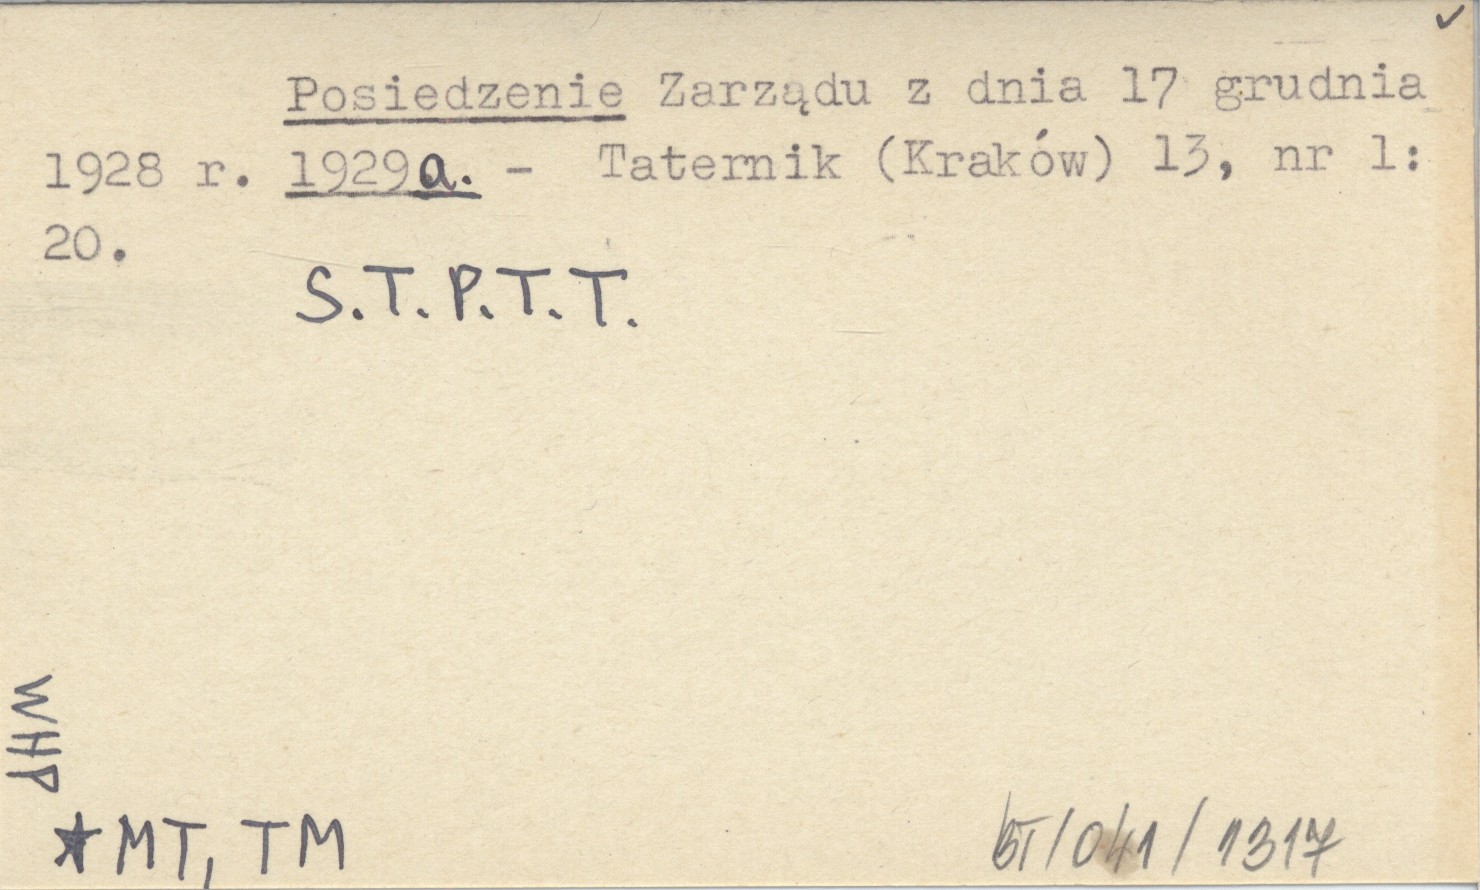 Posiedzenie Zarządu z dnia 17 grudnia
1928 r. 1929a. - Taternik (Kraków) 13, nr 1:
20.
S.T.P.T.T.
WHP
★MT, TM
BT/041/1317